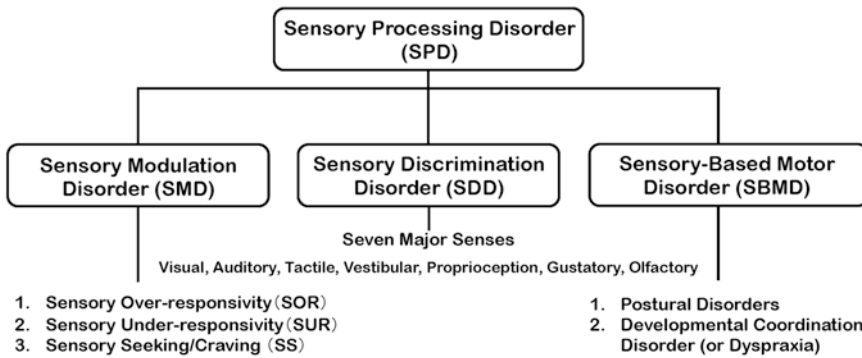 Sensory Processing Disorder
(SPD)
Sensory Modulation
Disorder (SMD)
Sensory Discrimination
Disorder (SDD)
Sensory-Based Motor
Disorder (SBMD)
Seven Major Senses
Visual, Auditory, Tactile, Vestibular, Proprioception, Gustatory, Olfactory
1. Sensory Over-responsivity（SOR）
2. Sensory Under-responsivity（SUR）
3. Sensory Seeking/Craving （SS）
1. Postural Disorders
2. Developmental Coordination
Disorder (or Dyspraxia)